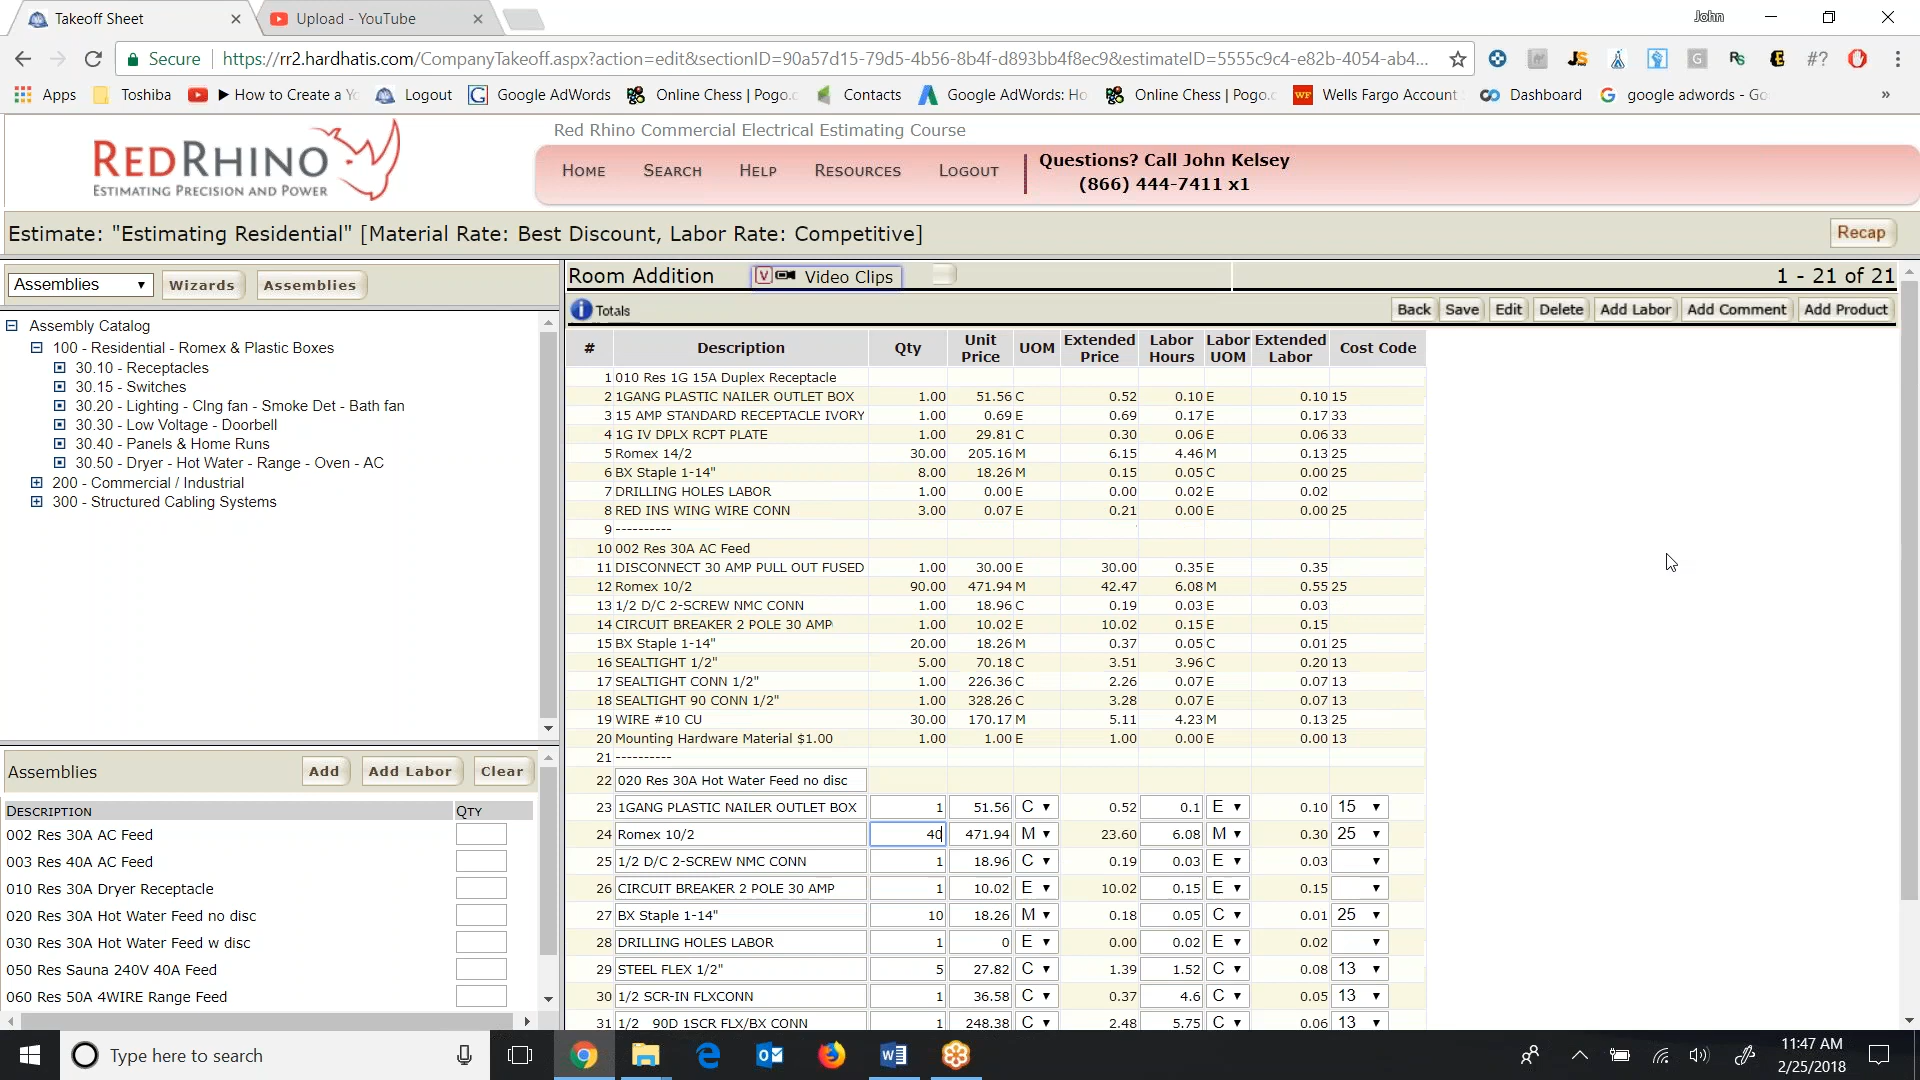 Takeoff Sheet
Upload - YouTube
John
Secure
https://rr2.hardhatis.com/CompanyTakeoff.aspx?action=edit&sectionID=90a57d15-79d5-4b56-8b4f-d893bb4f8ec9&estimateID=5555c9c4-e82b-4054-ab4...
Apps
Toshiba
How to Create a Yo
Logout
Google AdWords
Online Chess | Pogo.c
Contacts
Google AdWords: Ho
Online Chess | Pogo.c
Wells Fargo Account
Dashboard
google adwords - Go
»
REDRHINO
ESTIMATING PRECISION AND POWER
Red Rhino Commercial Electrical Estimating Course
HOME SEARCH HELP RESOURCES LOGOUT
Questions? Call John Kelsey
(866) 444-7411 x1
Estimate: "Estimating Residential" [Material Rate: Best Discount, Labor Rate: Competitive]
Recap
Assemblies
Wizards
Assemblies
Assembly Catalog
100 - Residential - Romex & Plastic Boxes
30.10 - Receptacles
30.15 - Switches
30.20 - Lighting - Clng fan - Smoke Det - Bath fan
30.30 - Low Voltage - Doorbell
30.40 - Panels & Home Runs
30.50 - Dryer - Hot Water - Range - Oven - AC
200 - Commercial / Industrial
300 - Structured Cabling Systems
Assemblies
Add
Add Labor
Clear
DESCRIPTION QTY
002 Res 30A AC Feed
003 Res 40A AC Feed
010 Res 30A Dryer Receptacle
020 Res 30A Hot Water Feed no disc
030 Res 30A Hot Water Feed w disc
050 Res Sauna 240V 40A Feed
060 Res 50A 4WIRE Range Feed
Room Addition
V Video Clips
1 - 21 of 21
i Totals
Back Save Edit Delete Add Labor Add Comment Add Product
# Description Qty Unit Price UOM Extended Price Labor Hours Labor UOM Extended Labor Cost Code
1 010 Res 1G 15A Duplex Receptacle
2 1GANG PLASTIC NAILER OUTLET BOX 1.00 51.56 C 0.52 0.10 E 0.10 15
3 15 AMP STANDARD RECEPTACLE IVORY 1.00 0.69 E 0.69 0.17 E 0.17 33
4 1G IV DPLX RCPT PLATE 1.00 29.81 C 0.30 0.06 E 0.06 33
5 Romex 14/2 30.00 205.16 M 6.15 4.46 M 0.13 25
6 BX Staple 1-14" 8.00 18.26 M 0.15 0.05 C 0.00 25
7 DRILLING HOLES LABOR 1.00 0.00 E 0.00 0.02 E 0.02
8 RED INS WING WIRE CONN 3.00 0.07 E 0.21 0.00 E 0.00 25
9 ----------
10 002 Res 30A AC Feed
11 DISCONNECT 30 AMP PULL OUT FUSED 1.00 30.00 E 30.00 0.35 E 0.35
12 Romex 10/2 90.00 471.94 M 42.47 6.08 M 0.55 25
13 1/2 D/C 2-SCREW NMC CONN 1.00 18.96 C 0.19 0.03 E 0.03
14 CIRCUIT BREAKER 2 POLE 30 AMP 1.00 10.02 E 10.02 0.15 E 0.15
15 BX Staple 1-14" 20.00 18.26 M 0.37 0.05 C 0.01 25
16 SEALTIGHT 1/2" 5.00 70.18 C 3.51 3.96 C 0.20 13
17 SEALTIGHT CONN 1/2" 1.00 226.36 C 2.26 0.07 E 0.07 13
18 SEALTIGHT 90 CONN 1/2" 1.00 328.26 C 3.28 0.07 E 0.07 13
19 WIRE #10 CU 30.00 170.17 M 5.11 4.23 M 0.13 25
20 Mounting Hardware Material $1.00 1.00 1.00 E 1.00 0.00 E 0.00 13
21 ----------
22 020 Res 30A Hot Water Feed no disc
23 1GANG PLASTIC NAILER OUTLET BOX 1 51.56 C 0.52 0.1 E 0.10 15
24 Romex 10/2 40 471.94 M 23.60 6.08 M 0.30 25
25 1/2 D/C 2-SCREW NMC CONN 1 18.96 C 0.19 0.03 E 0.03
26 CIRCUIT BREAKER 2 POLE 30 AMP 1 10.02 E 10.02 0.15 E 0.15
27 BX Staple 1-14" 10 18.26 M 0.18 0.05 C 0.01 25
28 DRILLING HOLES LABOR 1 0 E 0.00 0.02 E 0.02
29 STEEL FLEX 1/2" 5 27.82 C 1.39 1.52 C 0.08 13
30 1/2 SCR-IN FLXCONN 1 36.58 C 0.37 4.6 C 0.05 13
31 1/2 90D 1SCR FLX/BX CONN 1 248.38 C 2.48 5.75 C 0.06 13
Type here to search
11:47 AM
2/25/2018